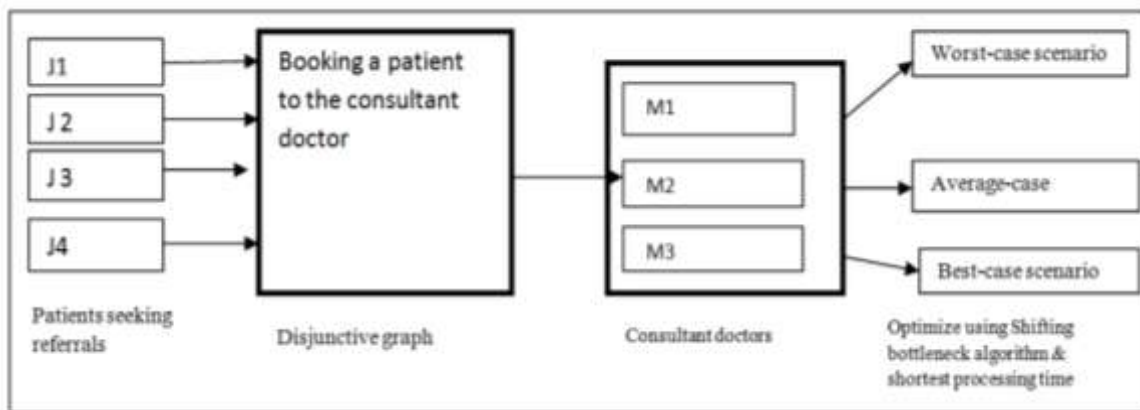 J1
J 2
J 3
J4
Patients seeking
referrals
Booking a patient
to the consultant
doctor
Disjunctive graph
M1
M2
M3
Consultant doctors
Worst-case scenario
Average-case
Best-case scenario
Optimize using Shifting
bottleneck algorithm &
shortest processing time